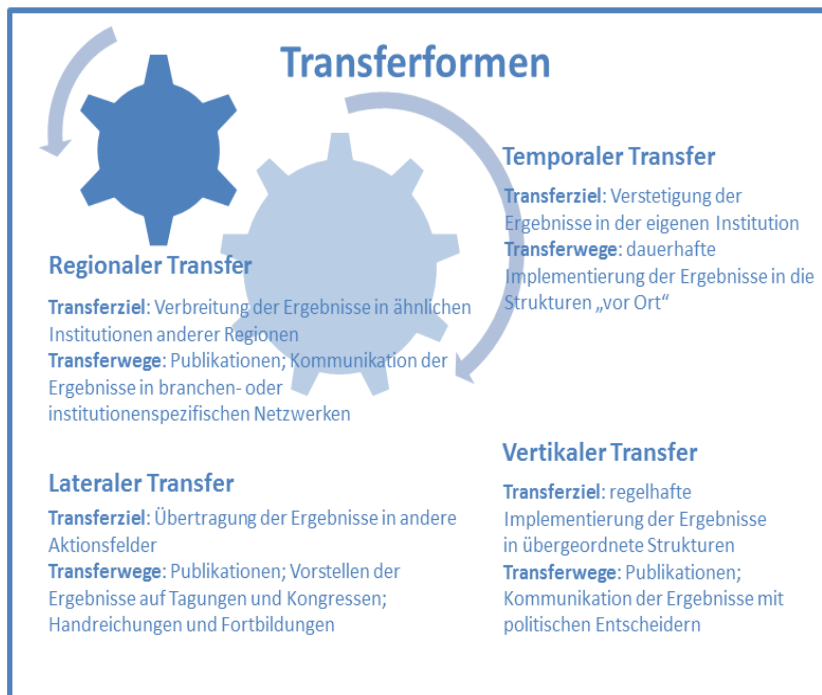 Transferformen
Temporaler Transfer
Transferziel: Verstetigung der
Ergebnisse in der eigenen Institution
Transferwege: dauerhafte
Implementierung der Ergebnisse in die
Strukturen „vor Ort“
Regionaler Transfer
Transferziel: Verbreitung der Ergebnisse in ähnlichen
Institutionen anderer Regionen
Transferwege: Publikationen; Kommunikation der
Ergebnisse in branchen- oder
institutionenspezifischen Netzwerken
Lateraler Transfer
Transferziel: Übertragung der Ergebnisse in andere
Aktionsfelder
Transferwege: Publikationen; Vorstellen der
Ergebnisse auf Tagungen und Kongressen;
Handreichungen und Fortbildungen
Vertikaler Transfer
Transferziel: regelhafte
Implementierung der Ergebnisse
in übergeordnete Strukturen
Transferwege: Publikationen;
Kommunikation der Ergebnisse mit
politischen Entscheidern